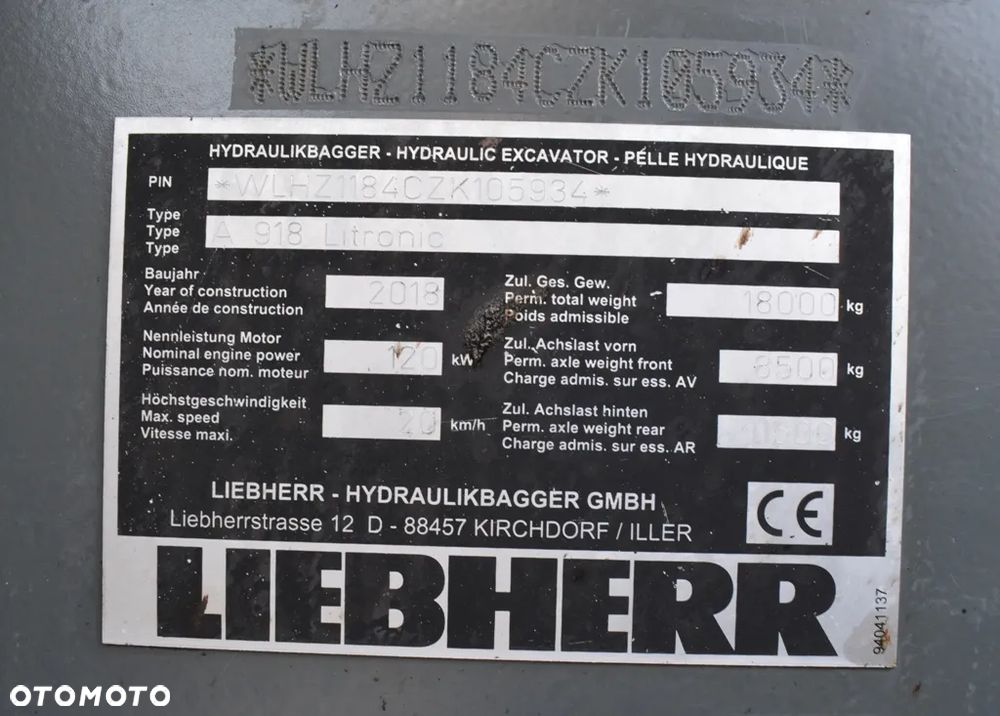 *WLHZ1184CZK105934*
HYDRAULIKBAGGER - HYDRAULIC EXCAVATOR - PELLE HYDRAULIQUE
PIN *WLHZ1184CZK105934*
Type
Type A 918 Litronic
Type
Baujahr
Year of construction 2018
Année de construction
Nennleistung Motor
Nominal engine power 120 kW
Puissance nom. moteur
Höchstgeschwindigkeit
Max. speed 20 km/h
Vitesse maxi.
Zul. Ges. Gew.
Perm. total weight 18000 kg
Poids admissible
Zul. Achslast vorn
Perm. axle weight front 8500 kg
Charge admis. sur ess. AV
Zul. Achslast hinten
Perm. axle weight rear kg
Charge admis. sur ess. AR
LIEBHERR - HYDRAULIKBAGGER GMBH
Liebherrstrasse 12 D - 88457 KIRCHDORF / ILLER
CE
LIEBHERR
94041137
OTOMOTO